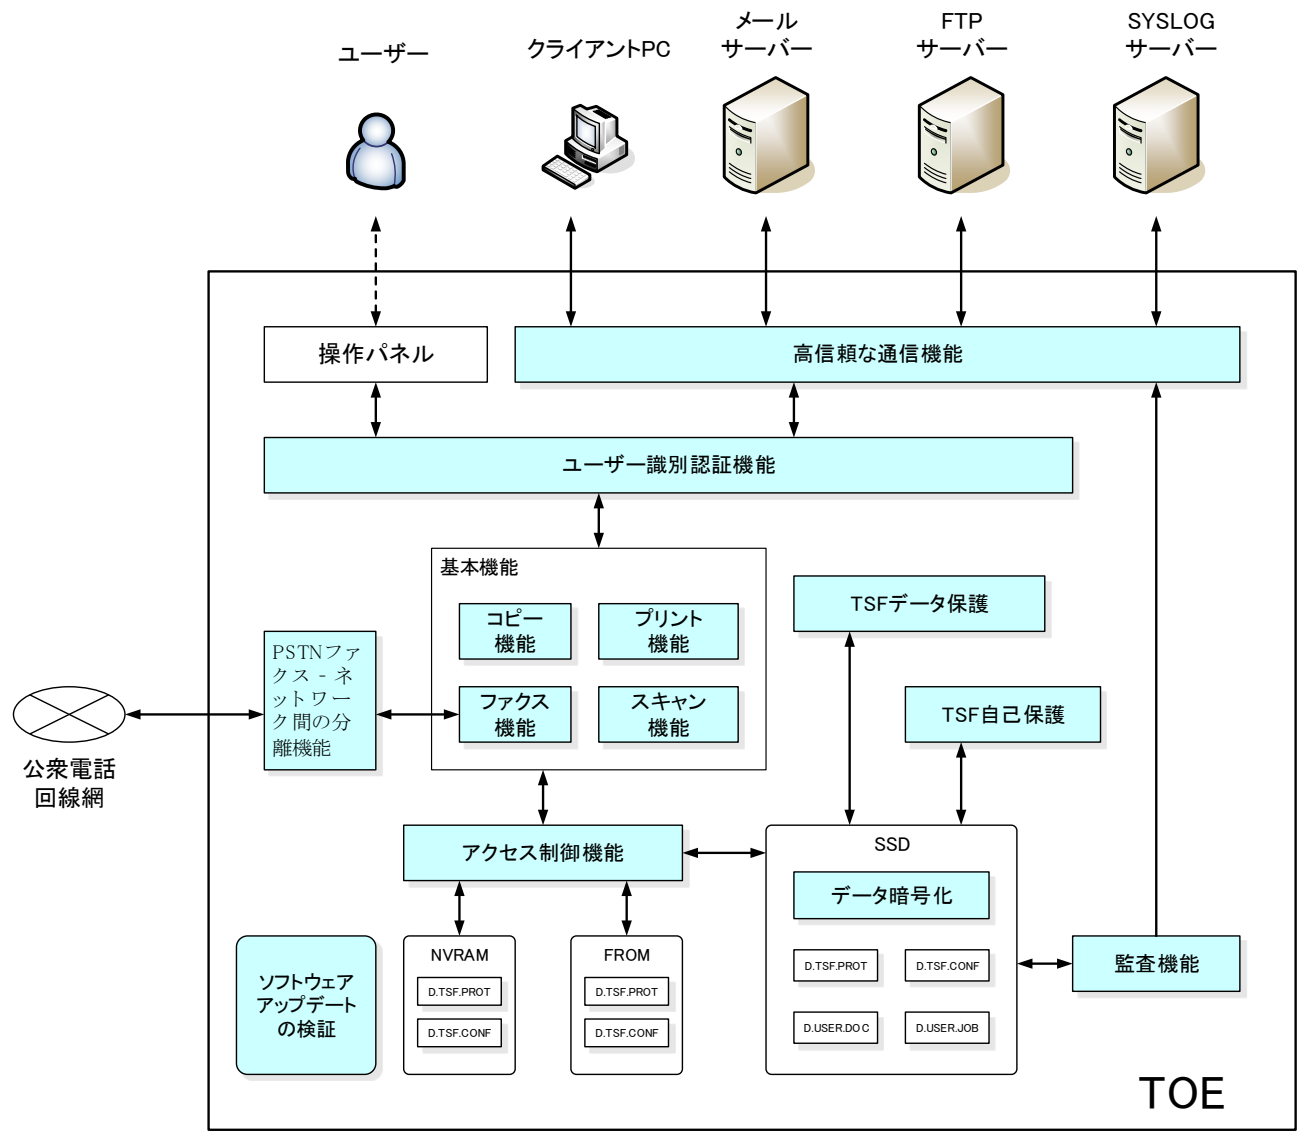 ユーザー
クライアントPC
メール
サーバー
FTP
サーバー
SYSLOG
サーバー
操作パネル
高信頼な通信機能
ユーザー識別認証機能
基本機能
コピー
機能
プリント
機能
ファクス
機能
スキャン
機能
TSFデータ保護
TSF自己保護
PSTNファ
クス - ネ
ットワー
ク間の分
離機能
公衆電話
回線網
アクセス制御機能
SSD
データ暗号化
D.TSF.PROT
D.TSF.CONF
D.USER.DOC
D.USER.JOB
監査機能
NVRAM
D.TSF.PROT
D.TSF.CONF
FROM
D.TSF.PROT
D.TSF.CONF
ソフトウェア
アップデート
の検証
TOE